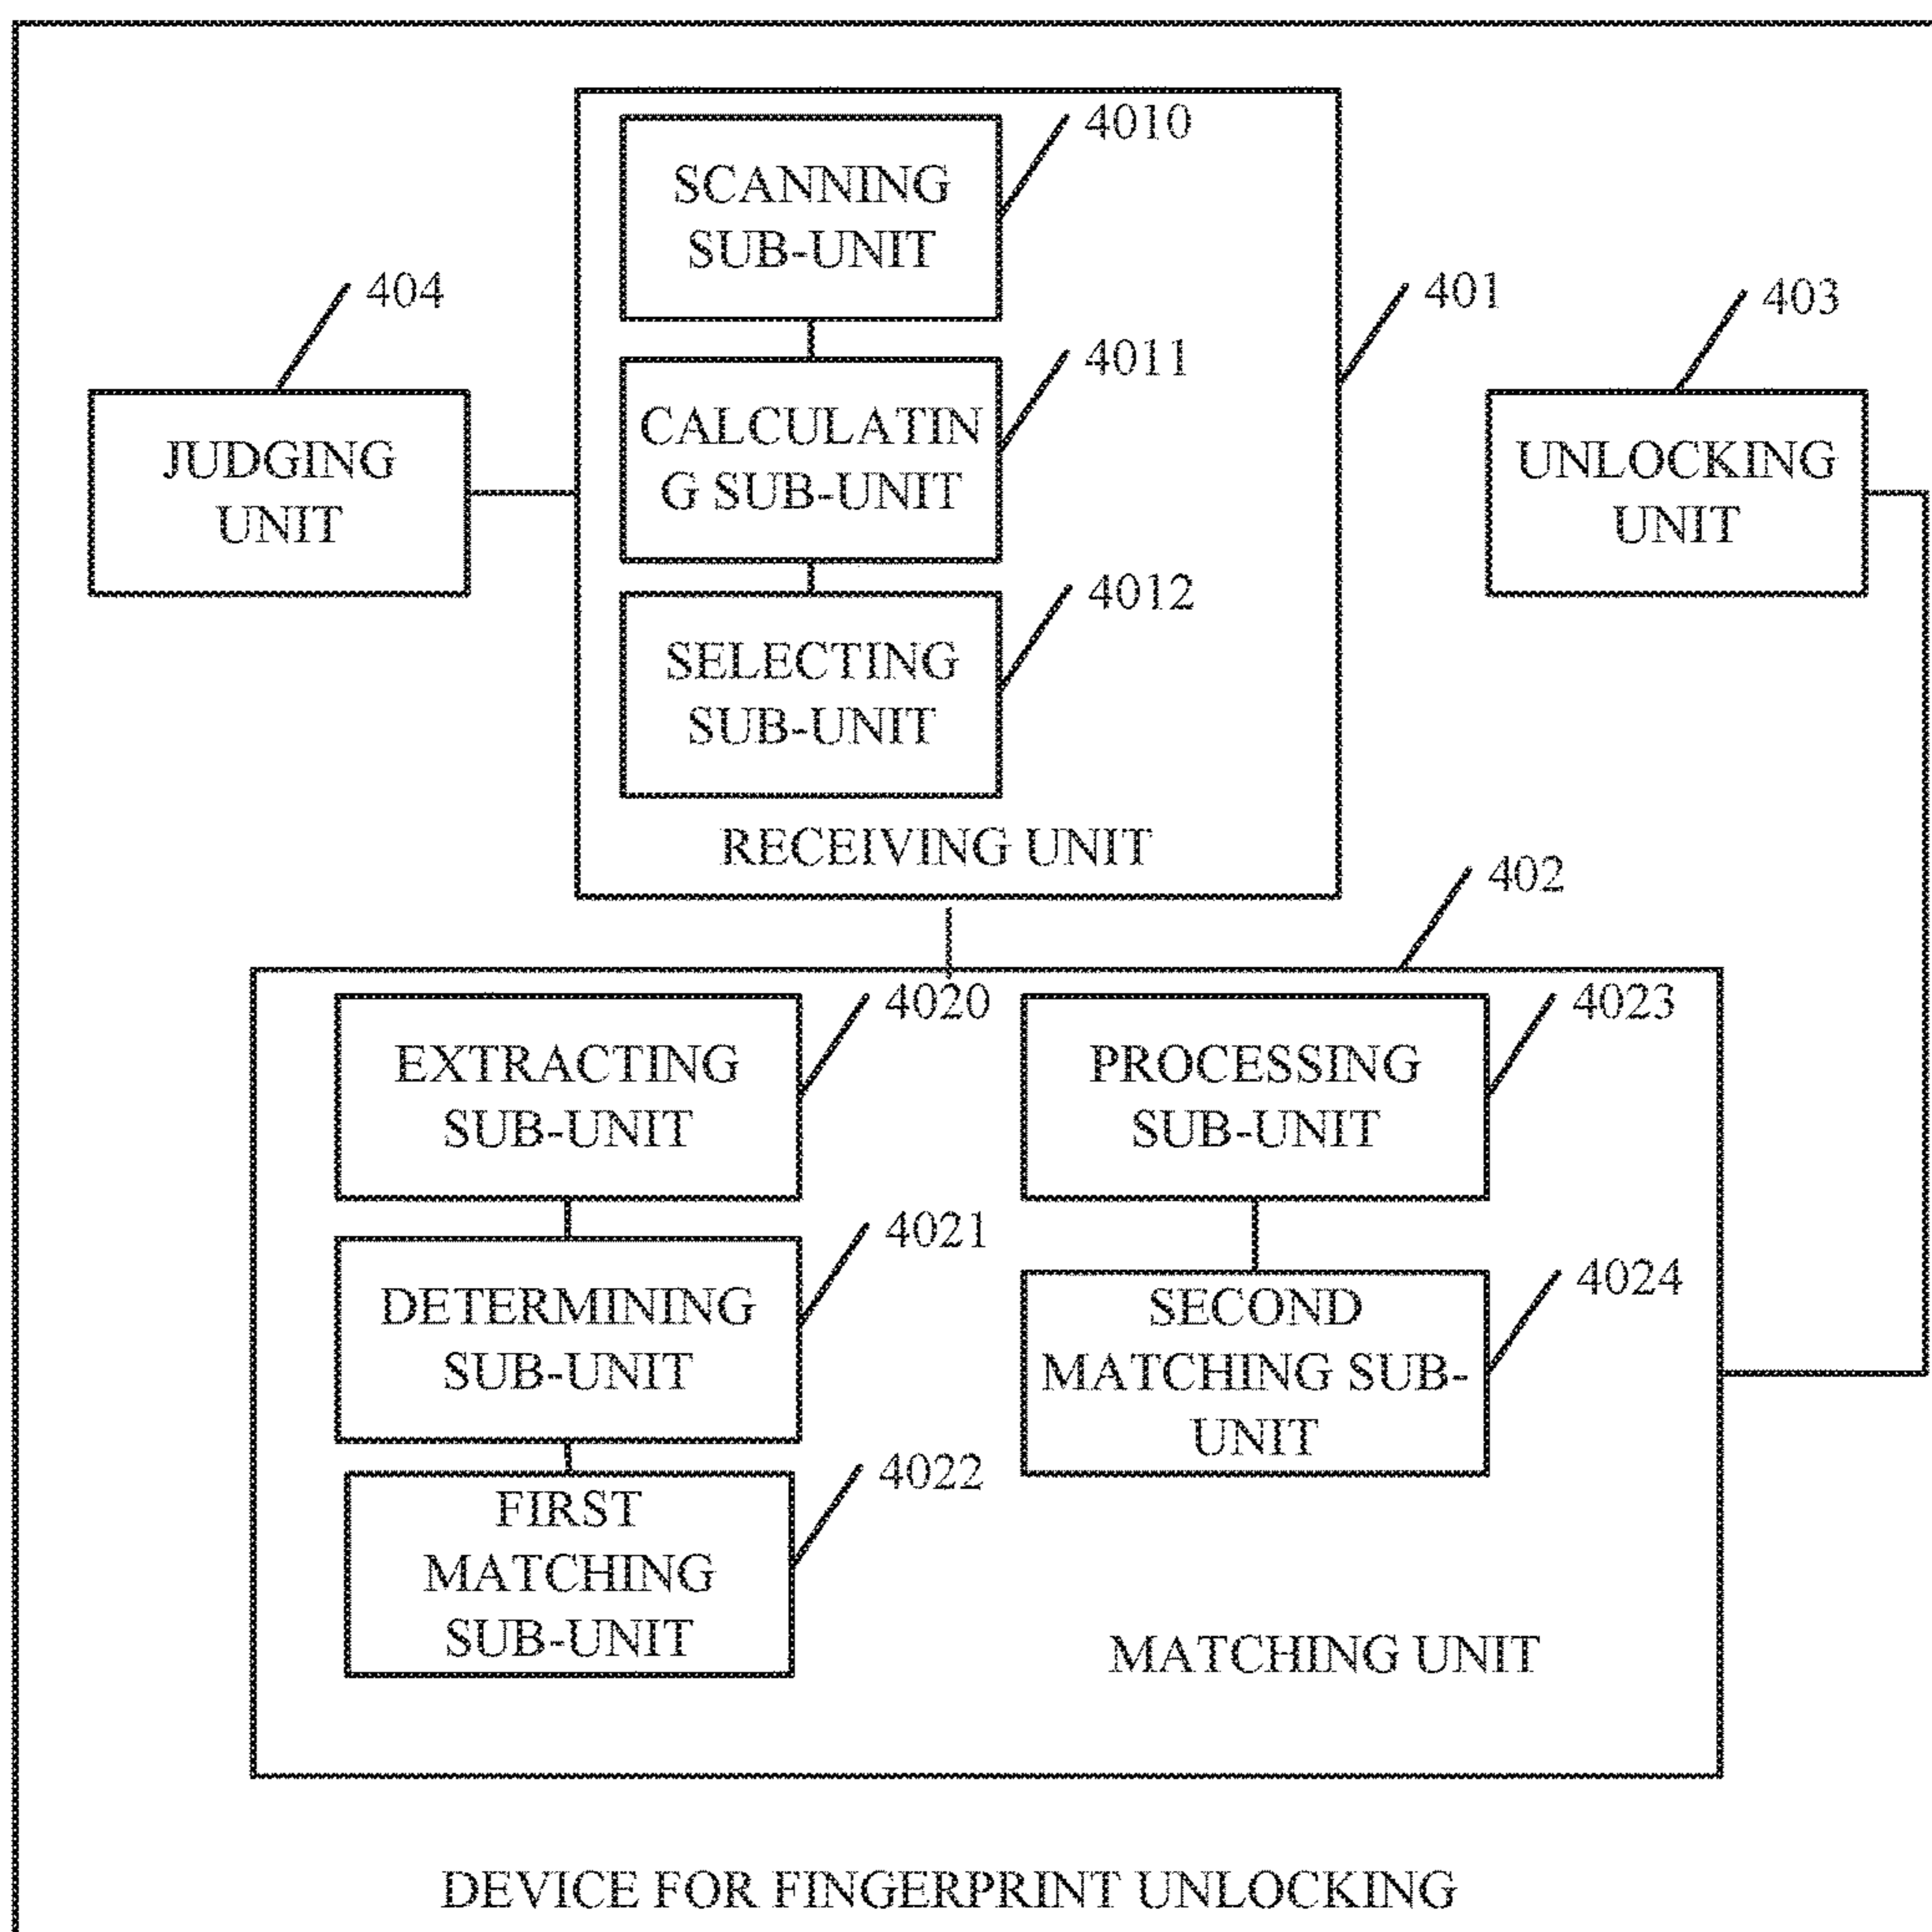 4010
SCANNING
SUB-UNIT
404
401
403
4011
JUDGING
UNIT
CALCULATIN
G SUB-UNIT
UNLOCKING
UNIT
4012
SELECTING
SUB-UNIT
RECEIVING UNIT
402
4020
EXTRACTING
SUB-UNIT
4023
PROCESSING
SUB-UNIT
4021
DETERMINING
SUB-UNIT
4024
SECOND
MATCHING SUB-
UNIT
4022
FIRST
MATCHING
SUB-UNIT
MATCHING UNIT
DEVICE FOR FINGERPRINT UNLOCKING